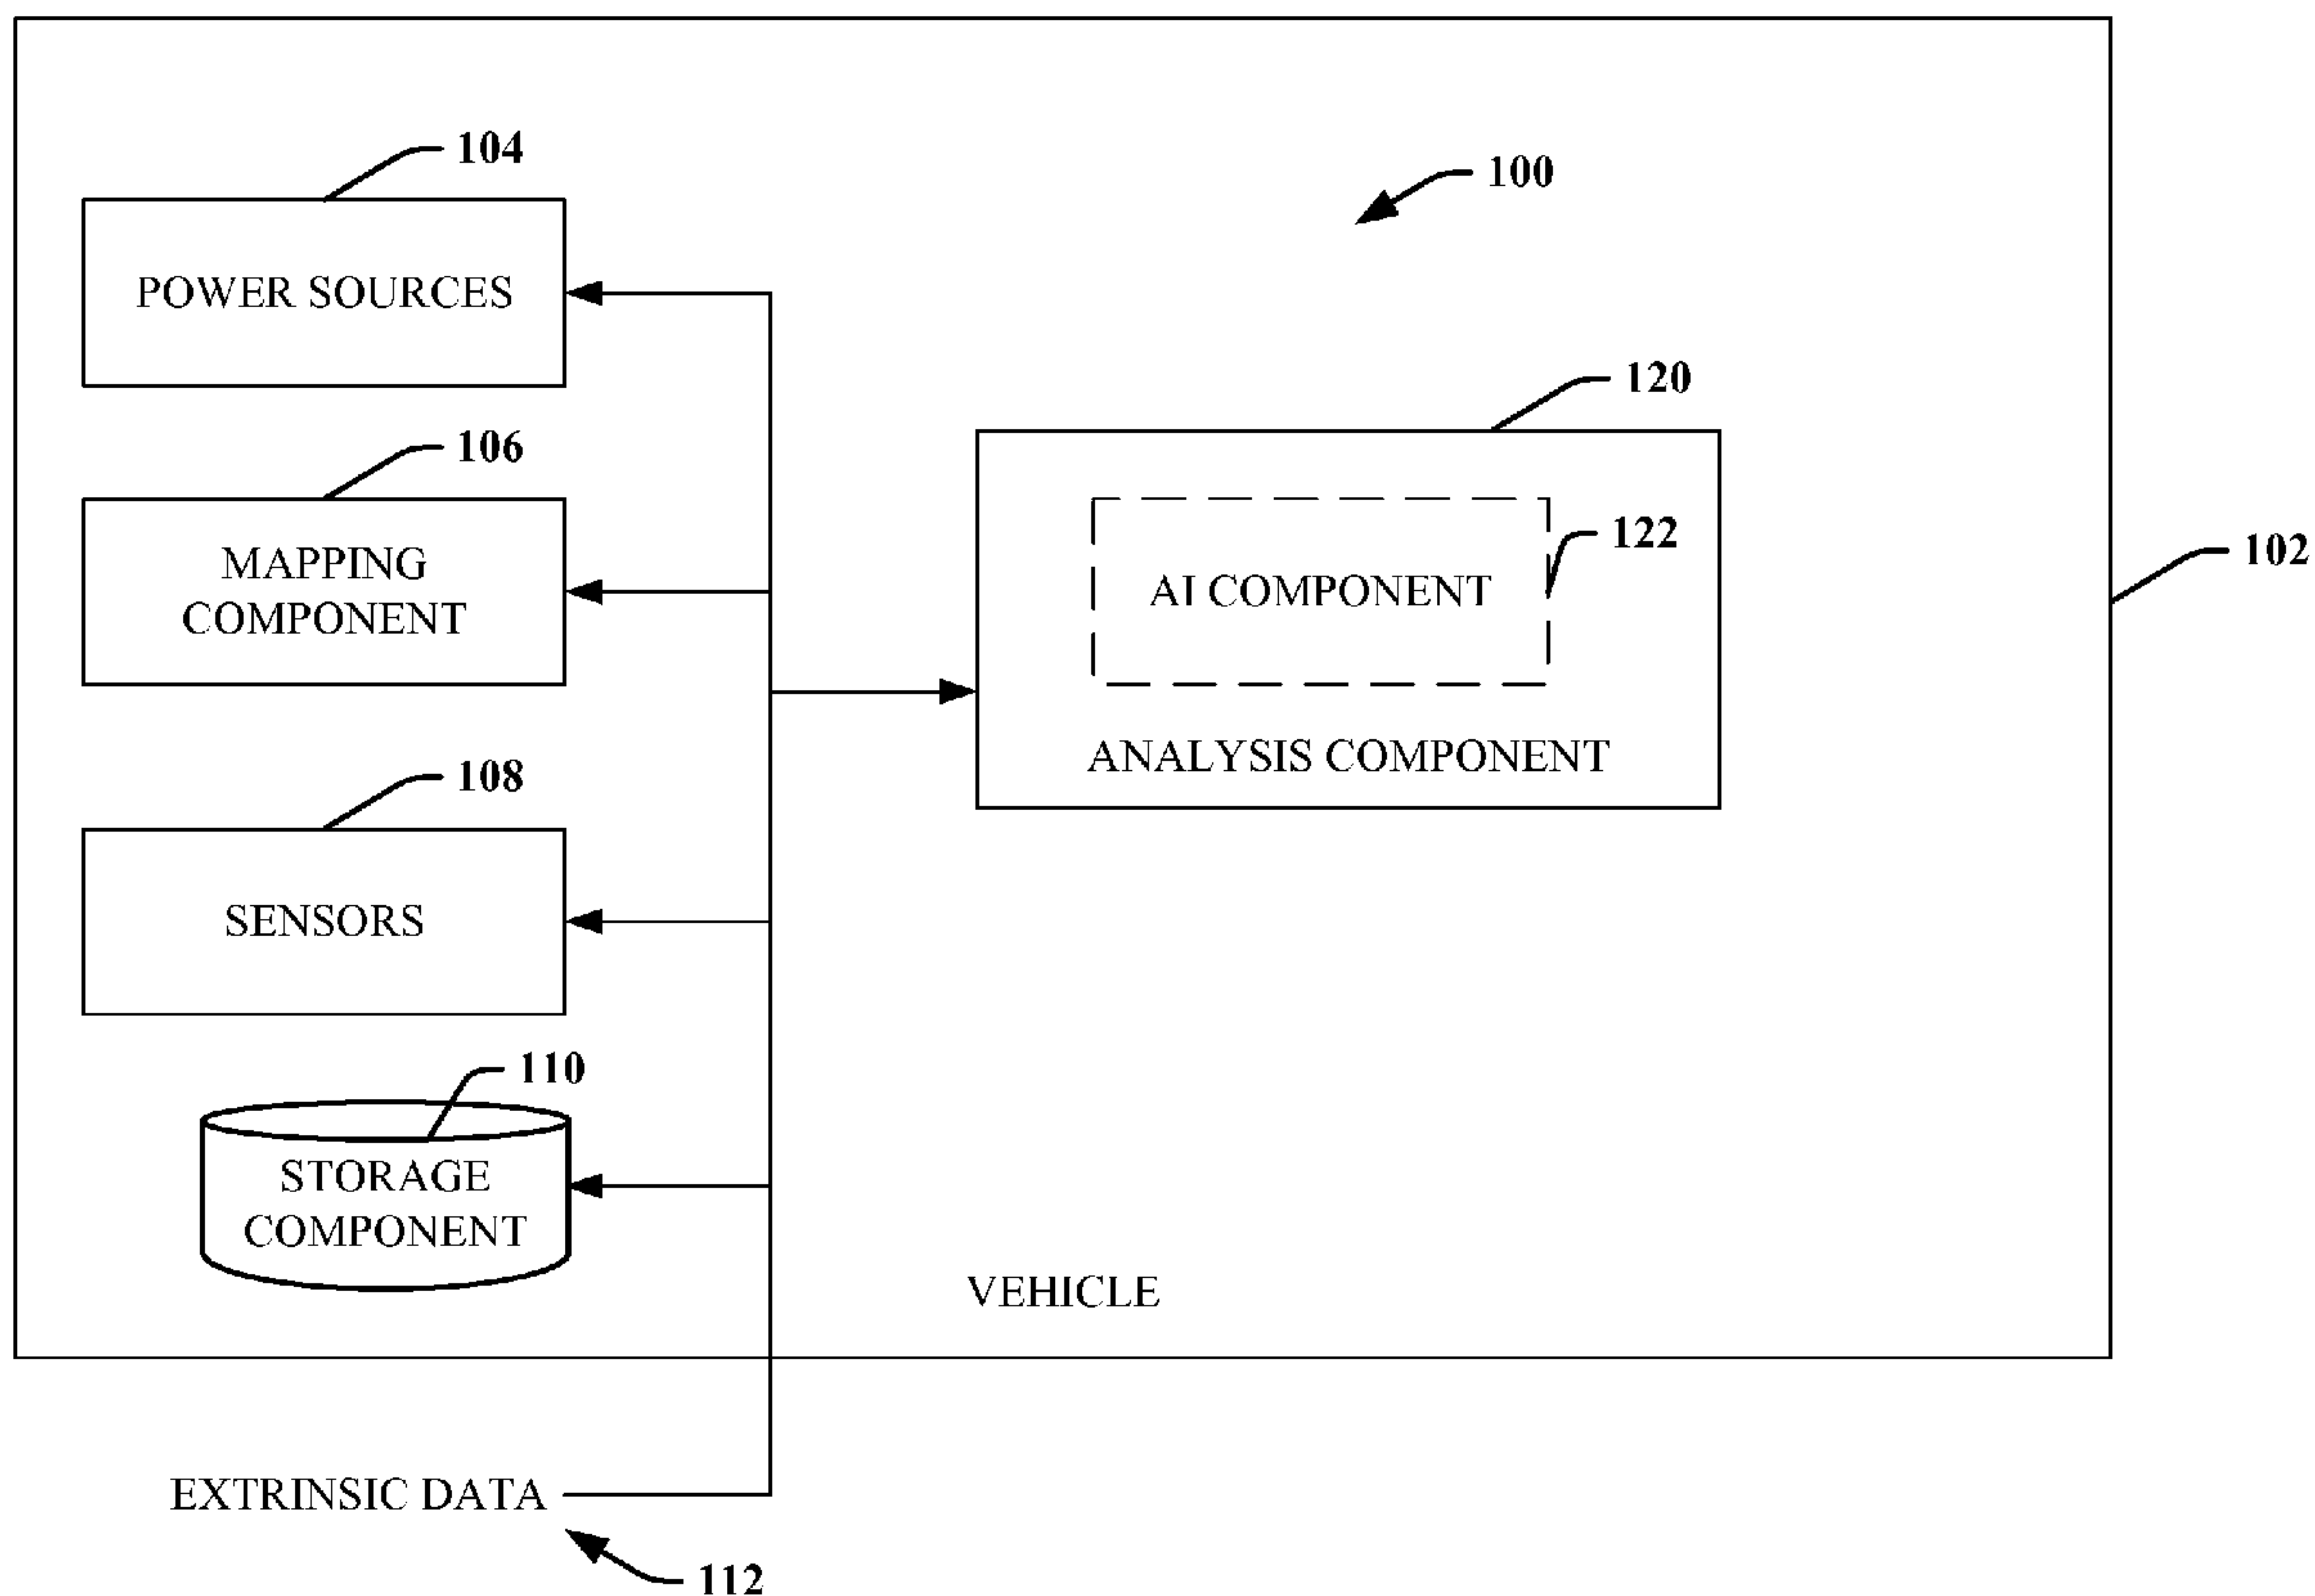 104
100
POWER SOURCES
120
106
122
102
MAPPING
COMPONENT
AI COMPONENT
ANALYSIS COMPONENT
108
SENSORS
110
STORAGE
COMPONENT
VEHICLE
EXTRINSIC DATA
112